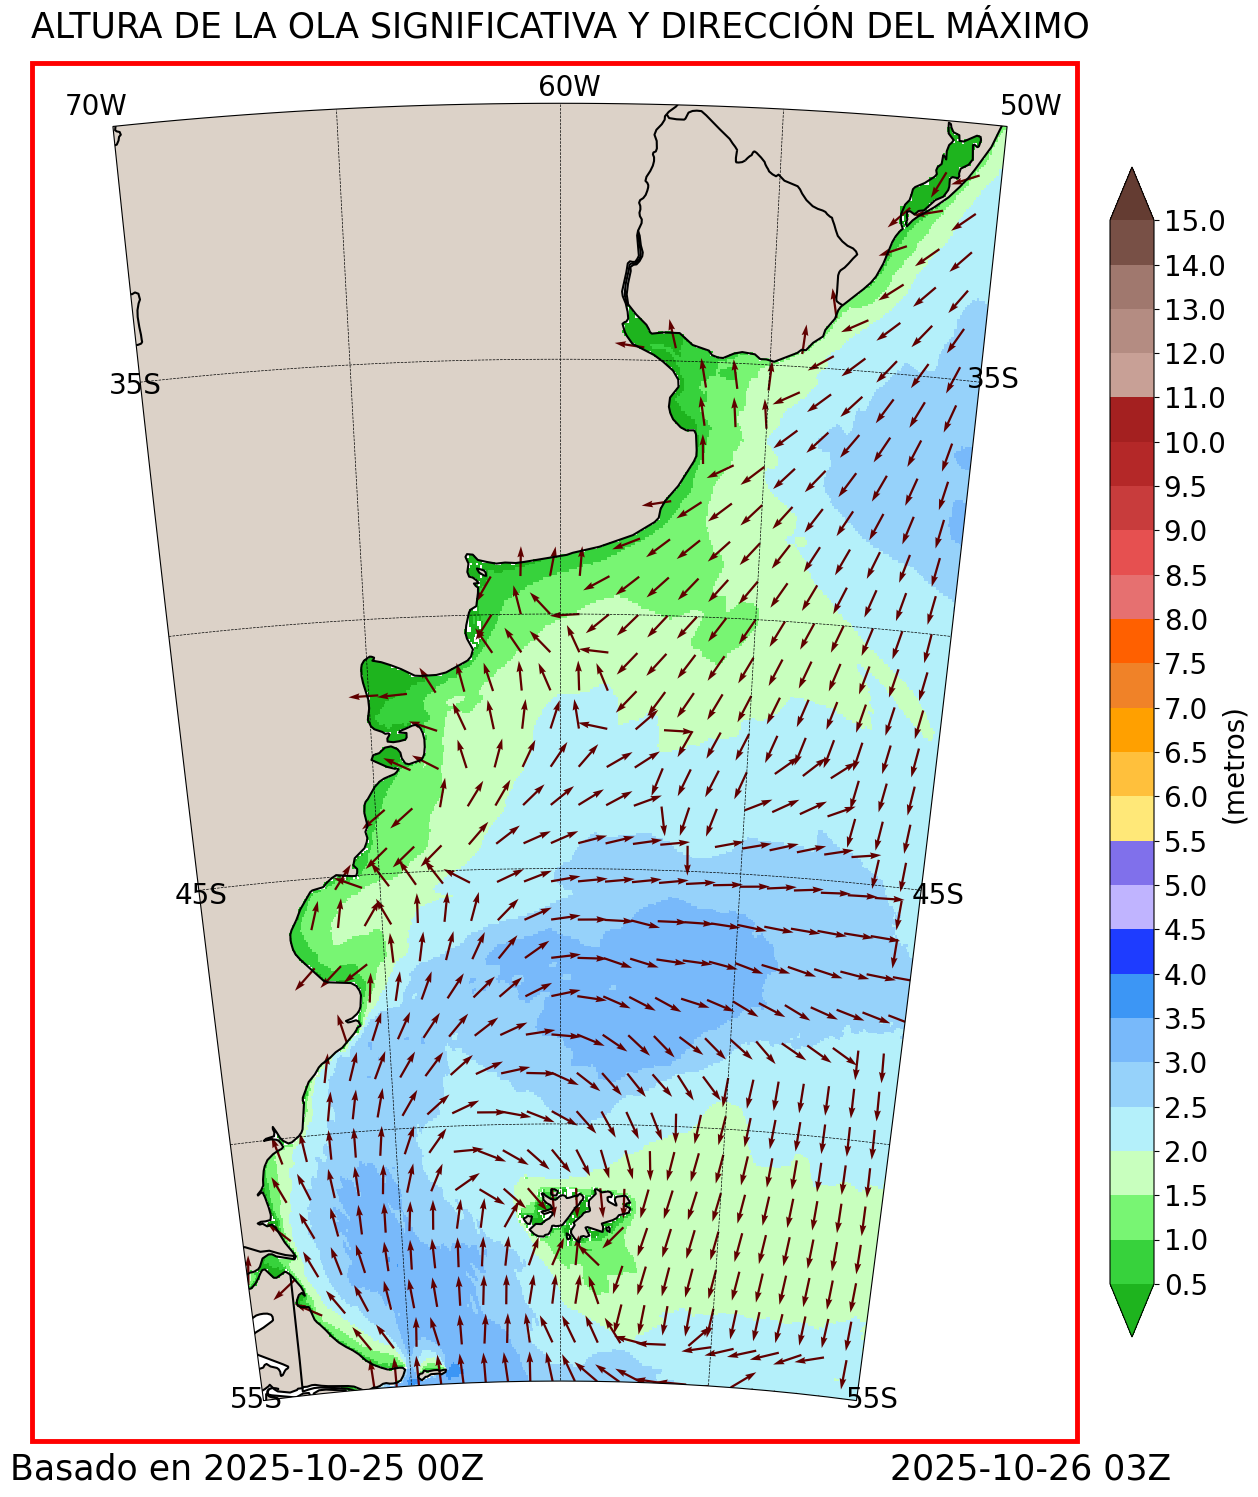 ALTURA DE LA OLA SIGNIFICATIVA Y DIRECCIÓN DEL MÁXIMO
70W
60W
50W
35S
35S
45S
45S
55S
55S
15.0
14.0
13.0
12.0
11.0
10.0
9.5
9.0
8.5
8.0
7.5
7.0
6.5
6.0
5.5
5.0
4.5
4.0
3.5
3.0
2.5
2.0
1.5
1.0
0.5
(metros)
Basado en 2025-10-25 00Z
2025-10-26 03Z